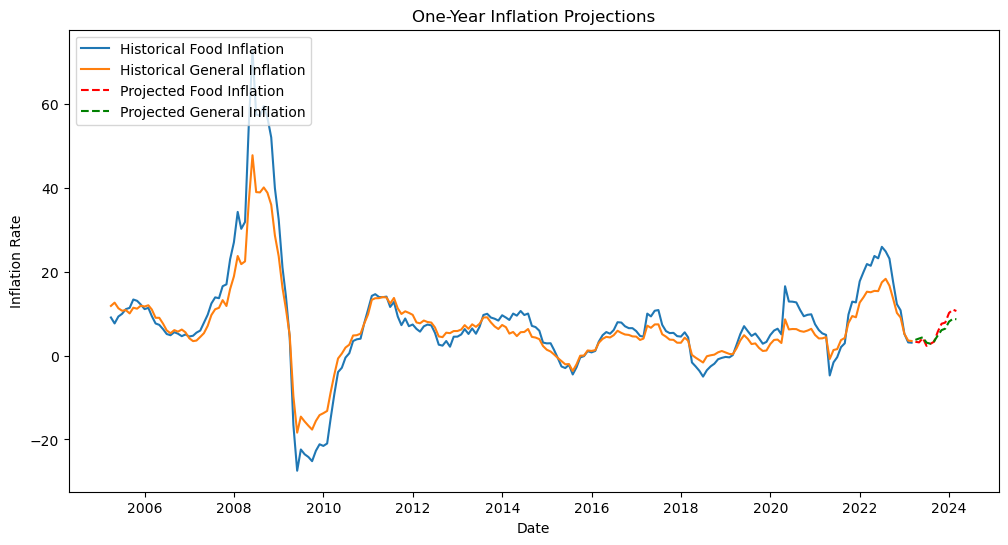 One-Year Inflation Projections
Historical Food Inflation
Historical General Inflation
Projected Food Inflation
Projected General Inflation
Inflation Rate
60
40
20
0
−20
2006 2008 2010 2012 2014 2016 2018 2020 2022 2024
Date